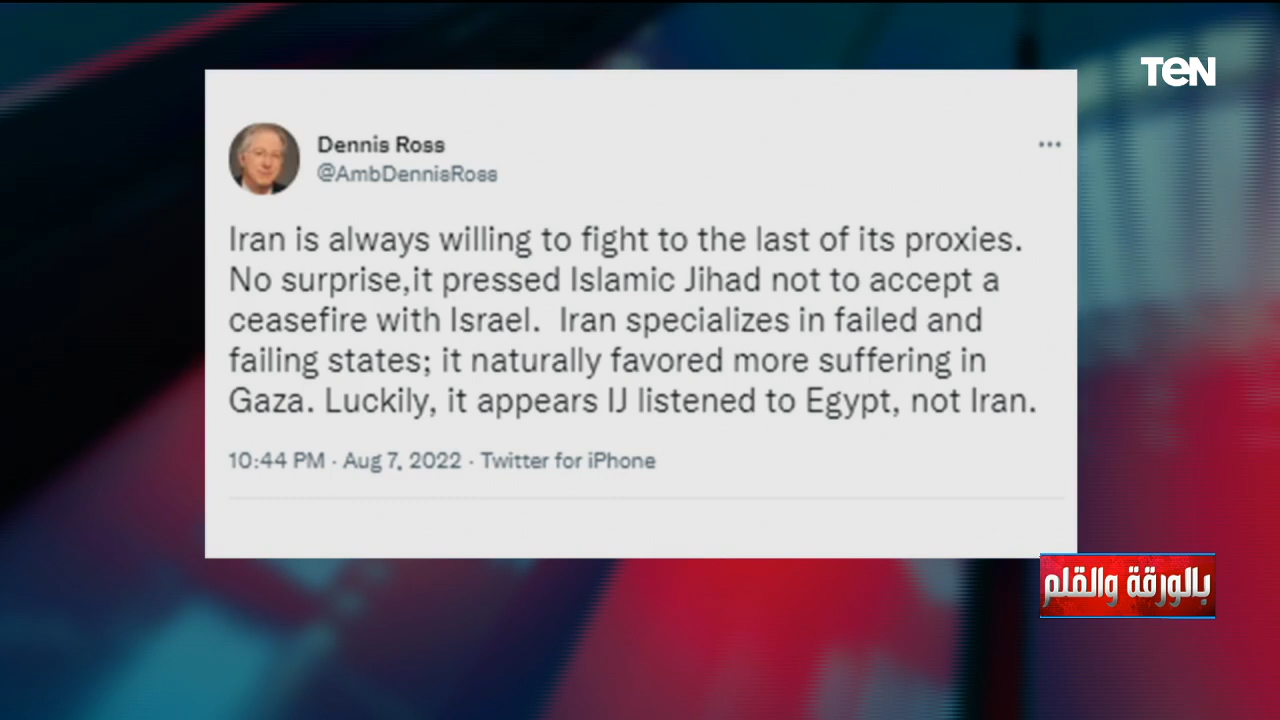 TEN
Dennis Ross
@AmbDennisRoss
Iran is always willing to fight to the last of its proxies.
No surprise,it pressed Islamic Jihad not to accept a
ceasefire with Israel.  Iran specializes in failed and
failing states; it naturally favored more suffering in
Gaza. Luckily, it appears IJ listened to Egypt, not Iran.
10:44 PM · Aug 7, 2022 · Twitter for iPhone
بالورقة والقلم